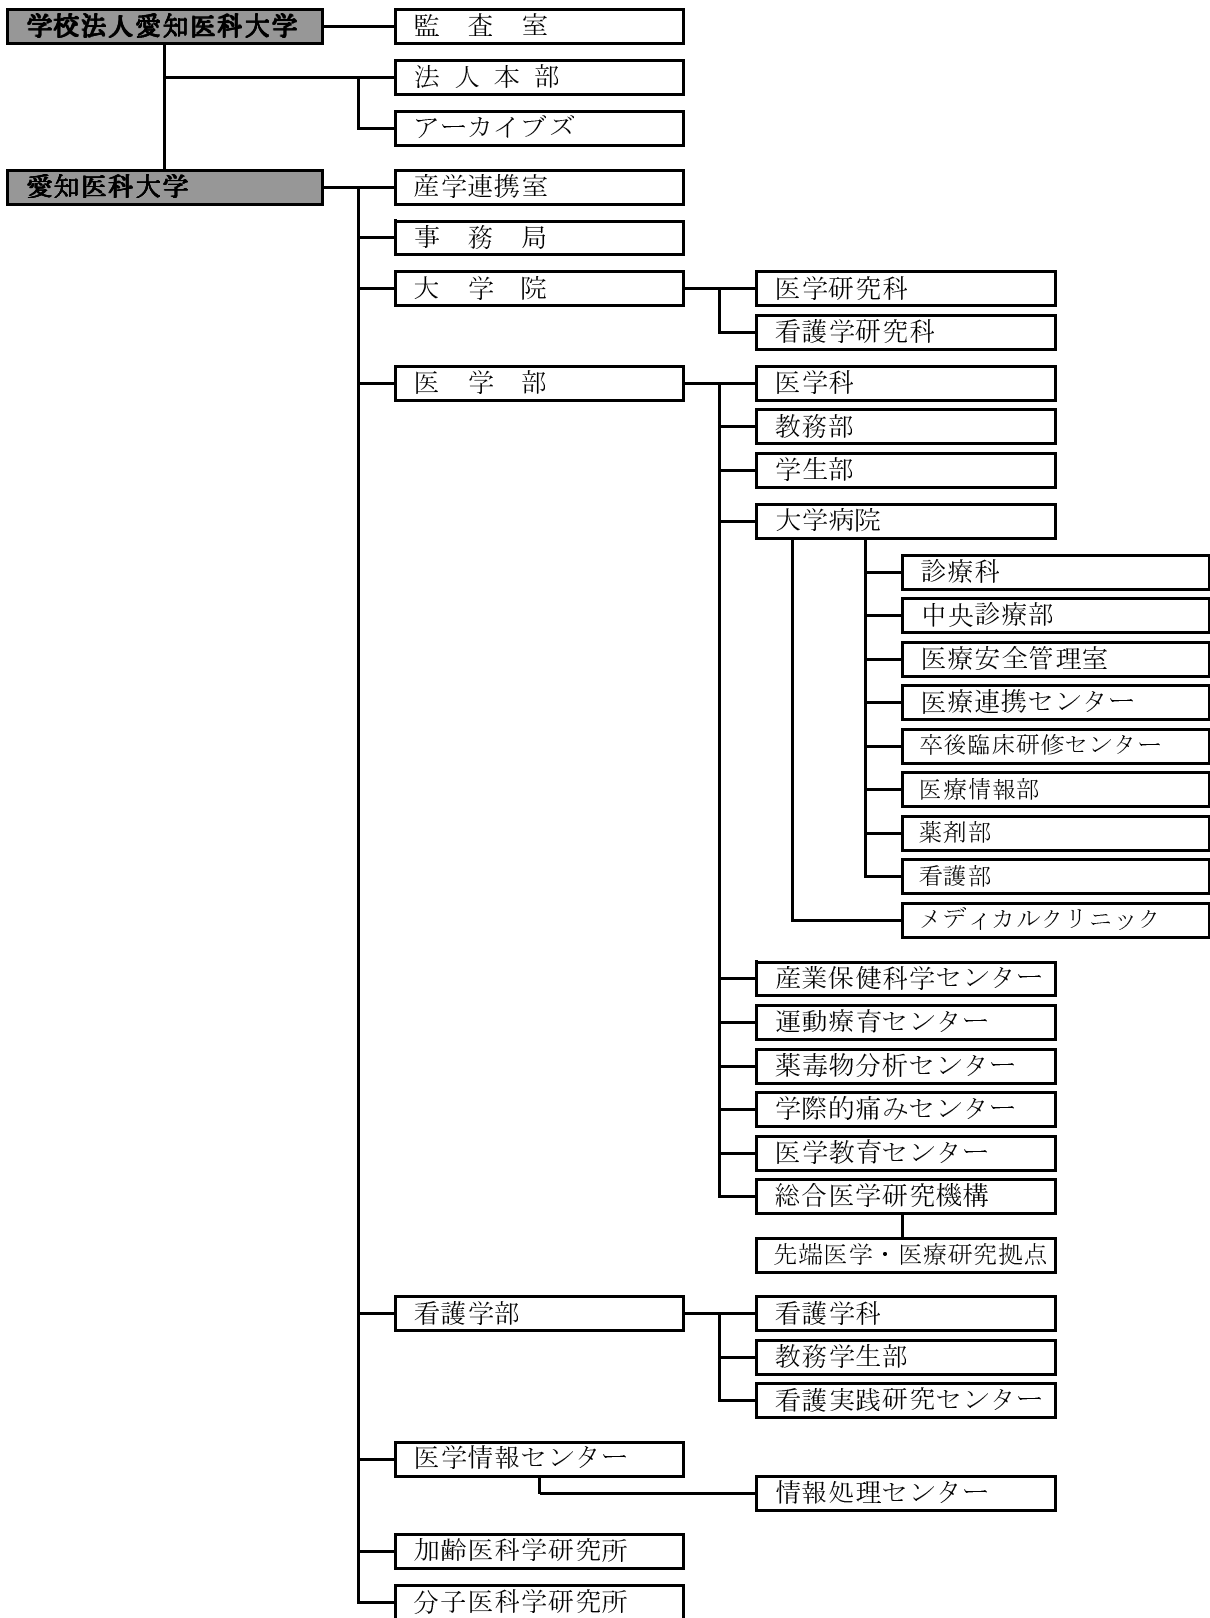 学校法人愛知医科大学
監　査　室
法 人 本 部
アーカイブズ
愛知医科大学
産学連携室
事　務　局
大　学　院
医学研究科
看護学研究科
医　学　部
医学科
教務部
学生部
大学病院
診療科
中央診療部
医療安全管理室
医療連携センター
卒後臨床研修センター
医療情報部
薬剤部
看護部
メディカルクリニック
産業保健科学センター
運動療育センター
薬毒物分析センター
学際的痛みセンター
医学教育センター
総合医学研究機構
先端医学・医療研究拠点
看護学部
看護学科
教務学生部
看護実践研究センター
医学情報センター
情報処理センター
加齢医科学研究所
分子医科学研究所